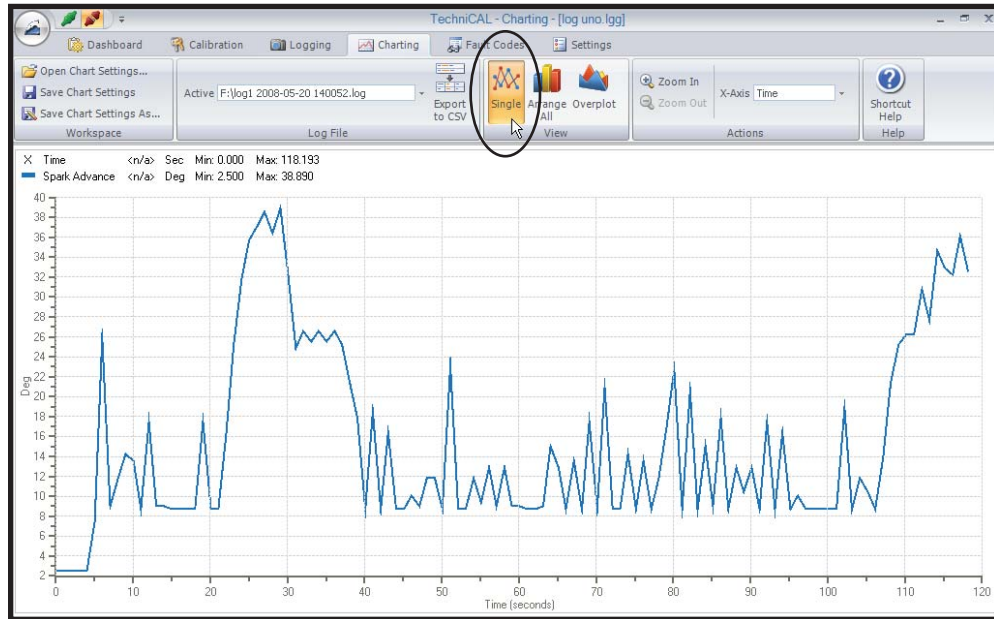 TechniCAL - Charting - [log uno.lgg]
Dashboard Calibration Logging Charting Fault Codes Settings
Open Chart Settings...
Save Chart Settings
Save Chart Settings As...
Workspace
Active F:\log1 2008-05-20 140052.log
Export
to CSV
Log File
Single
Arrange
All
Overplot
View
Zoom In
Zoom Out
X-Axis Time
Actions
Shortcut
Help
Help
X Time <n/a> Sec Min: 0.000 Max: 118.193
Spark Advance <n/a> Deg Min: 2.500 Max: 38.890
40
38
36
34
32
30
28
26
24
22
20
18
16
14
12
10
8
6
4
2
Deg
0 10 20 30 40 50 60 70 80 90 100 110 120
Time (seconds)